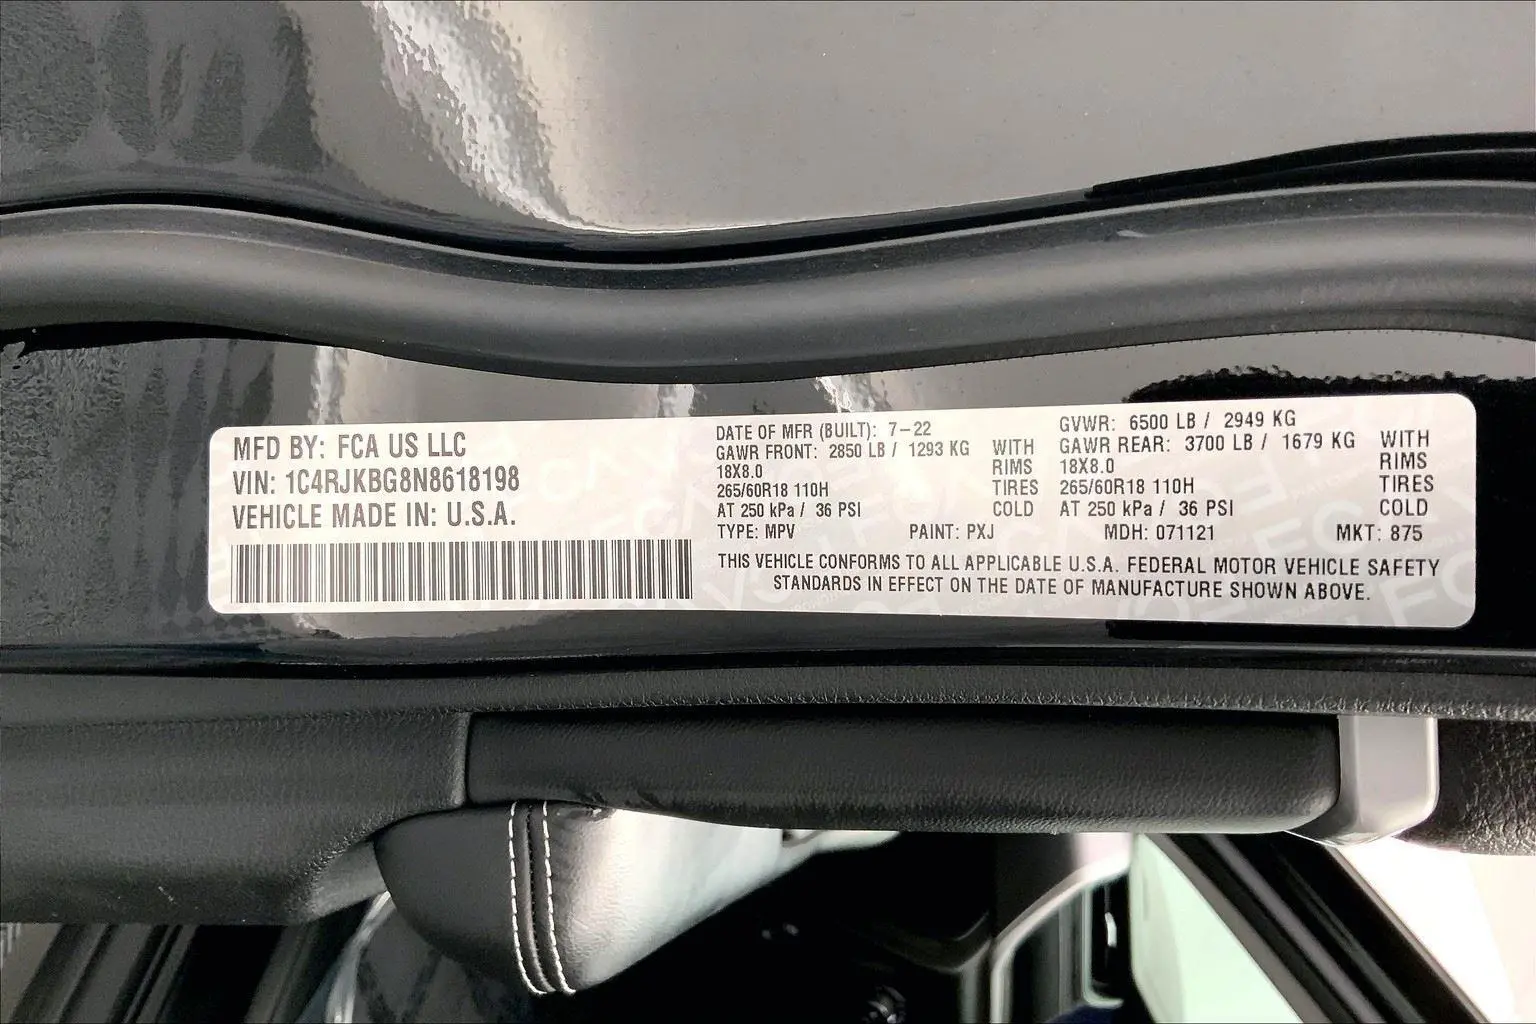 MFD BY: FCA US LLC
VIN: 1C4RJKBG8N8618198
VEHICLE MADE IN: U.S.A.
DATE OF MFR (BUILT): 7-22
GAWR FRONT: 2850 LB / 1293 KG WITH
18X8.0 RIMS
265/60R18 110H TIRES
AT 250 kPa / 36 PSI COLD
GVWR: 6500 LB / 2949 KG
GAWR REAR: 3700 LB / 1679 KG WITH
18X8.0 RIMS
265/60R18 110H TIRES
AT 250 kPa / 36 PSI COLD
TYPE: MPV PAINT: PXJ MDH: 071121 MKT: 875
THIS VEHICLE CONFORMS TO ALL APPLICABLE U.S.A. FEDERAL MOTOR VEHICLE SAFETY
STANDARDS IN EFFECT ON THE DATE OF MANUFACTURE SHOWN ABOVE.